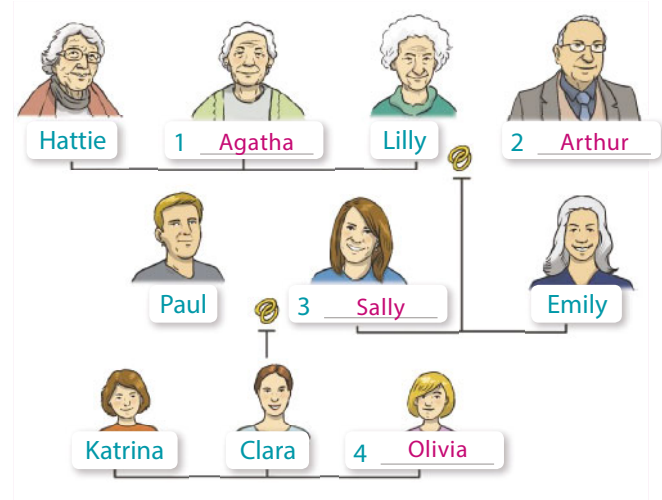 Hattie
1 Agatha
Lilly
2 Arthur
Paul
3 Sally
Emily
Katrina
Clara
4 Olivia